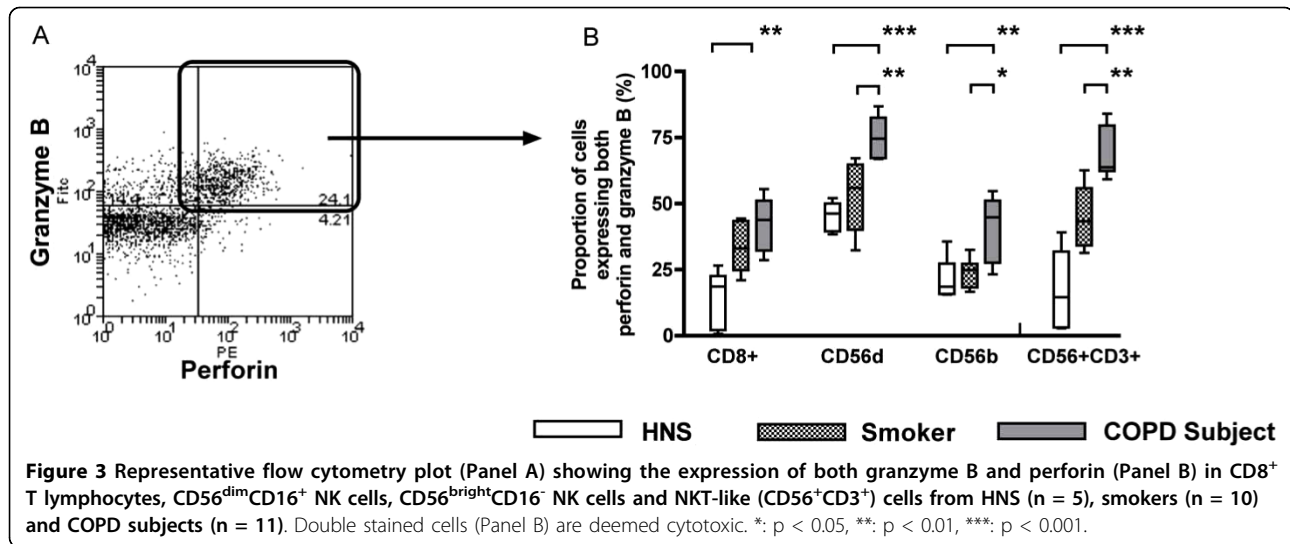 A
Granzyme B
Fitc
10^4
10^3
10^2
10^1
10^0
24.1
4.21
10^0 10^1 10^2 10^3 10^4
PE
Perforin
B
Proportion of cells
expressing both
perforin and granzyme B (%)
100
75
50
25
0
** *** ** ***
** * **
CD8+ CD56d CD56b CD56+CD3+
HNS Smoker COPD Subject
Figure 3 Representative flow cytometry plot (Panel A) showing the expression of both granzyme B and perforin (Panel B) in CD8⁺
T lymphocytes, CD56^dimCD16⁺ NK cells, CD56^brightCD16⁻ NK cells and NKT-like (CD56⁺CD3⁺) cells from HNS (n = 5), smokers (n = 10)
and COPD subjects (n = 11). Double stained cells (Panel B) are deemed cytotoxic. *: p < 0.05, **: p < 0.01, ***: p < 0.001.